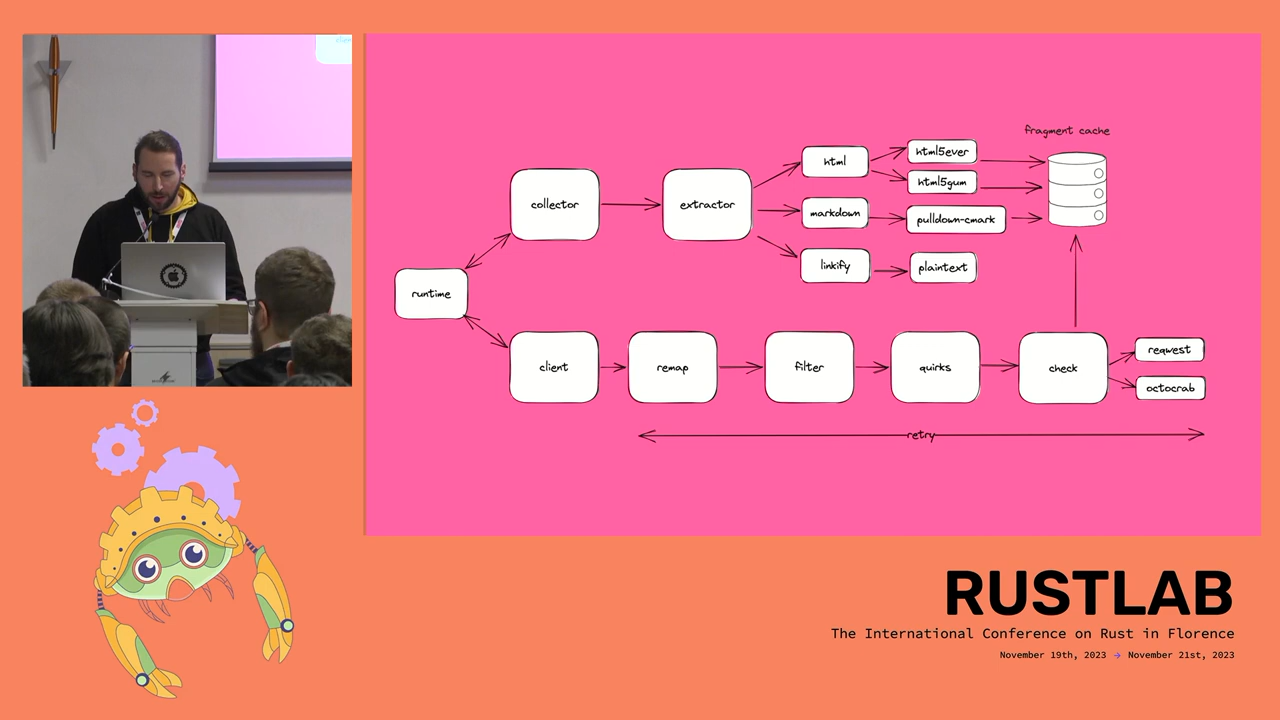 fragment cache
html
html5ever
html5gum
collector
extractor
markdown
pulldown-cmark
linkify
plaintext
runtime
client
remap
filter
quirks
check
reqwest
octocrab
retry
RUSTLAB
The International Conference on Rust in Florence
November 19th, 2023 → November 21st, 2023